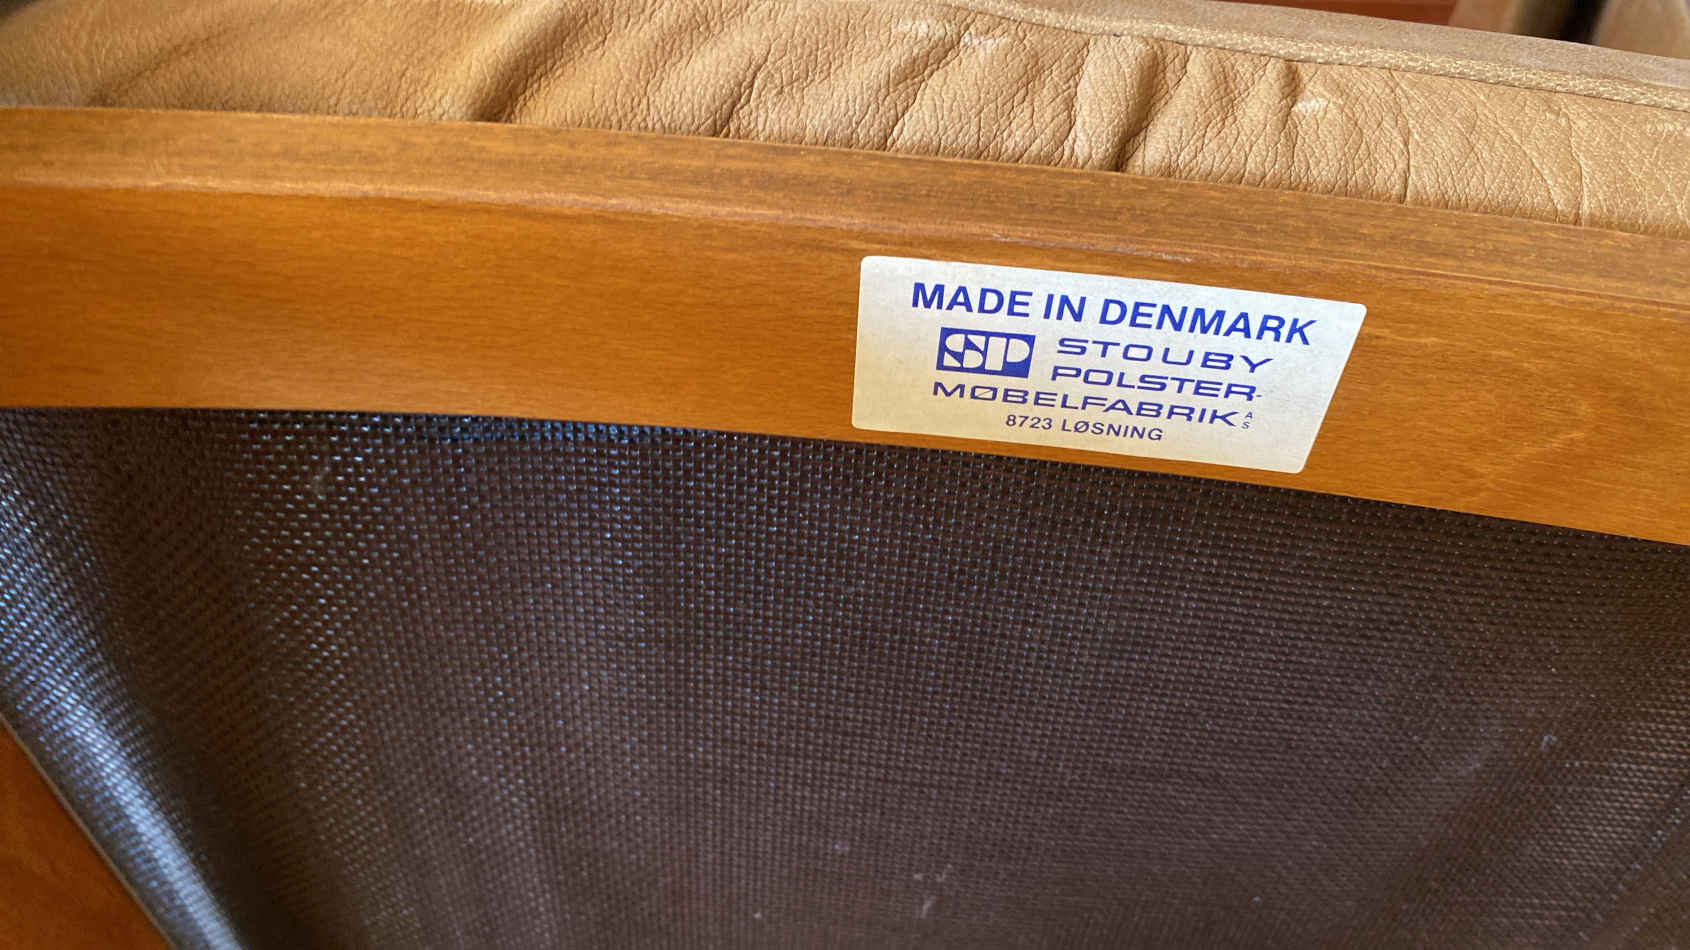 MADE IN DENMARK
SP STOUBY
POLSTER-
MØBELFABRIK A/S
8723 LØSNING